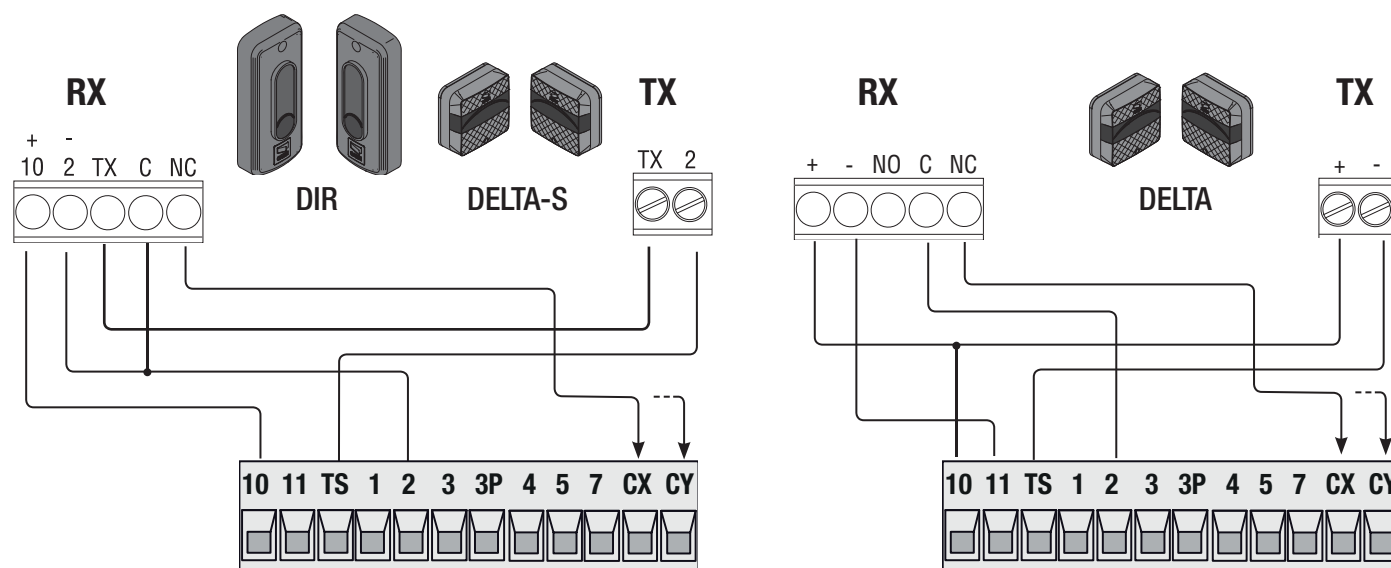 RX
TX
+ -
10 2 TX C NC
TX 2
DIR
DELTA-S
10 11 TS 1 2 3 3P 4 5 7 CX CY
RX
TX
+ - NO C NC
+ -
DELTA
10 11 TS 1 2 3 3P 4 5 7 CX CY